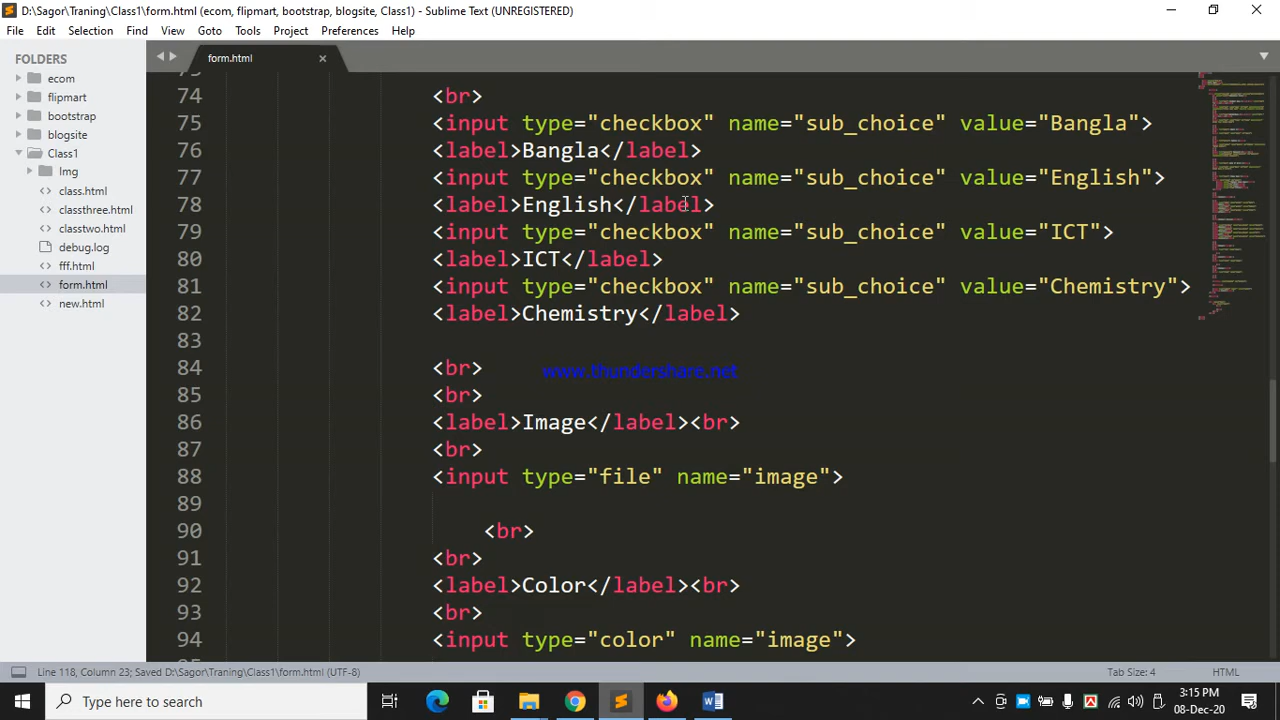 D:\Sagor\Traning\Class1\form.html (ecom, flipmart, bootstrap, blogsite, Class1) - Sublime Text (UNREGISTERED)
File Edit Selection Find View Goto Tools Project Preferences Help
FOLDERS
ecom
flipmart
bootstrap
blogsite
Class1
Img
class.html
classthree.html
classtwo.html
debug.log
fff.html
form.html
new.html
form.html
74 <br>
75 <input type="checkbox" name="sub_choice" value="Bangla">
76 <label>Bangla</label>
77 <input type="checkbox" name="sub_choice" value="English">
78 <label>English</label>
79 <input type="checkbox" name="sub_choice" value="ICT">
80 <label>ICT</label>
81 <input type="checkbox" name="sub_choice" value="Chemistry">
82 <label>Chemistry</label>
83
84 <br>
www.thundershare.net
85 <br>
86 <label>Image</label><br>
87 <br>
88 <input type="file" name="image">
89
90 <br>
91 <br>
92 <label>Color</label><br>
93 <br>
94 <input type="color" name="image">
Line 118, Column 23; Saved D:\Sagor\Traning\Class1\form.html (UTF-8) Tab Size: 4 HTML
Type here to search
3:15 PM
08-Dec-20